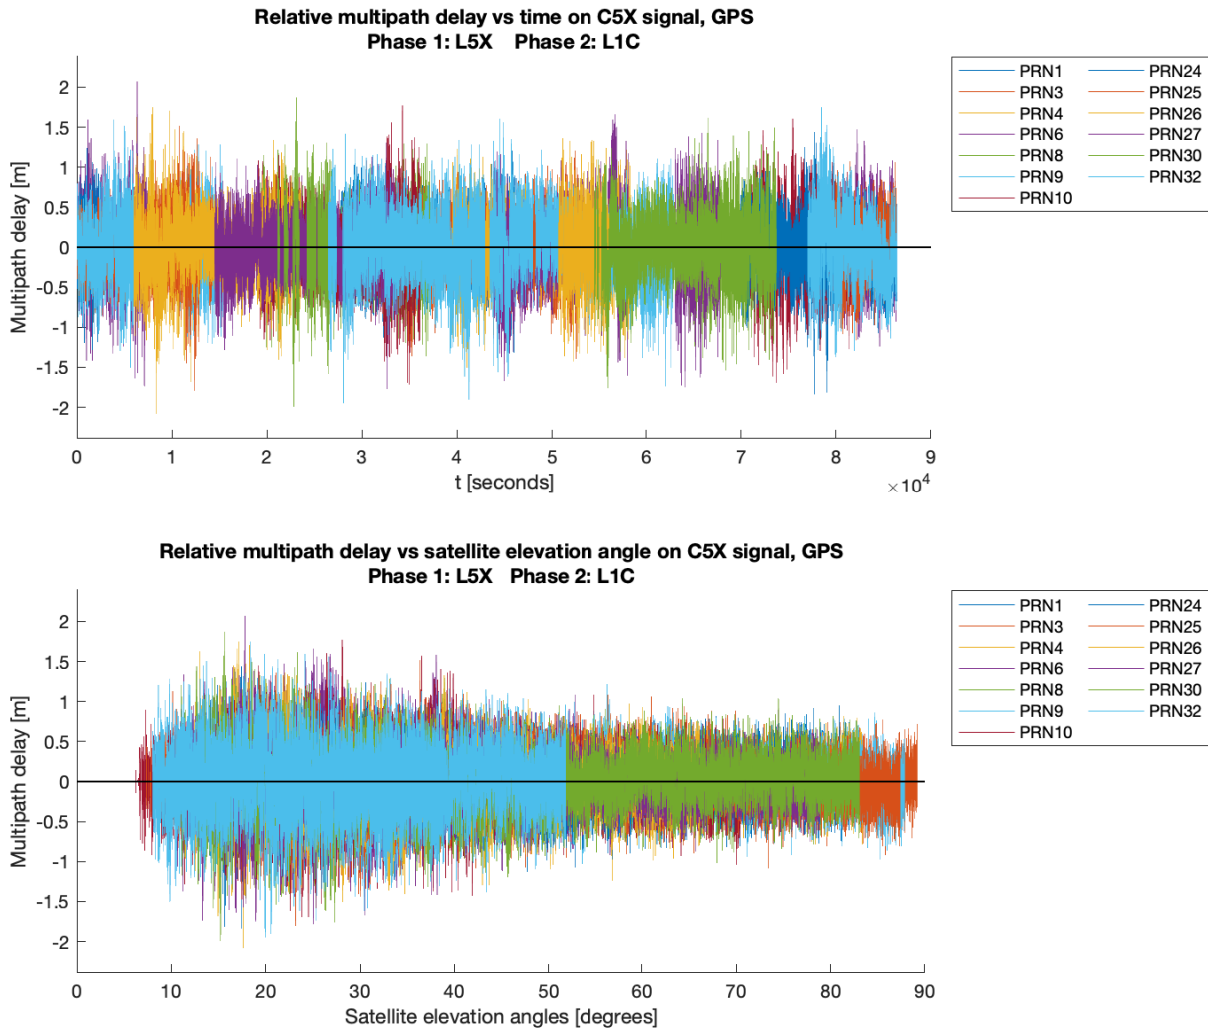 Relative multipath delay vs time on C5X signal, GPS
Phase 1: L5X Phase 2: L1C
Multipath delay [m]
2
1.5
1
0.5
0
-0.5
-1
-1.5
-2
0 1 2 3 4 5 6 7 8 9
×10⁴
t [seconds]
PRN1 PRN24
PRN3 PRN25
PRN4 PRN26
PRN6 PRN27
PRN8 PRN30
PRN9 PRN32
PRN10
Relative multipath delay vs satellite elevation angle on C5X signal, GPS
Phase 1: L5X Phase 2: L1C
Multipath delay [m]
2
1.5
1
0.5
0
-0.5
-1
-1.5
-2
0 10 20 30 40 50 60 70 80 90
Satellite elevation angles [degrees]
PRN1 PRN24
PRN3 PRN25
PRN4 PRN26
PRN6 PRN27
PRN8 PRN30
PRN9 PRN32
PRN10